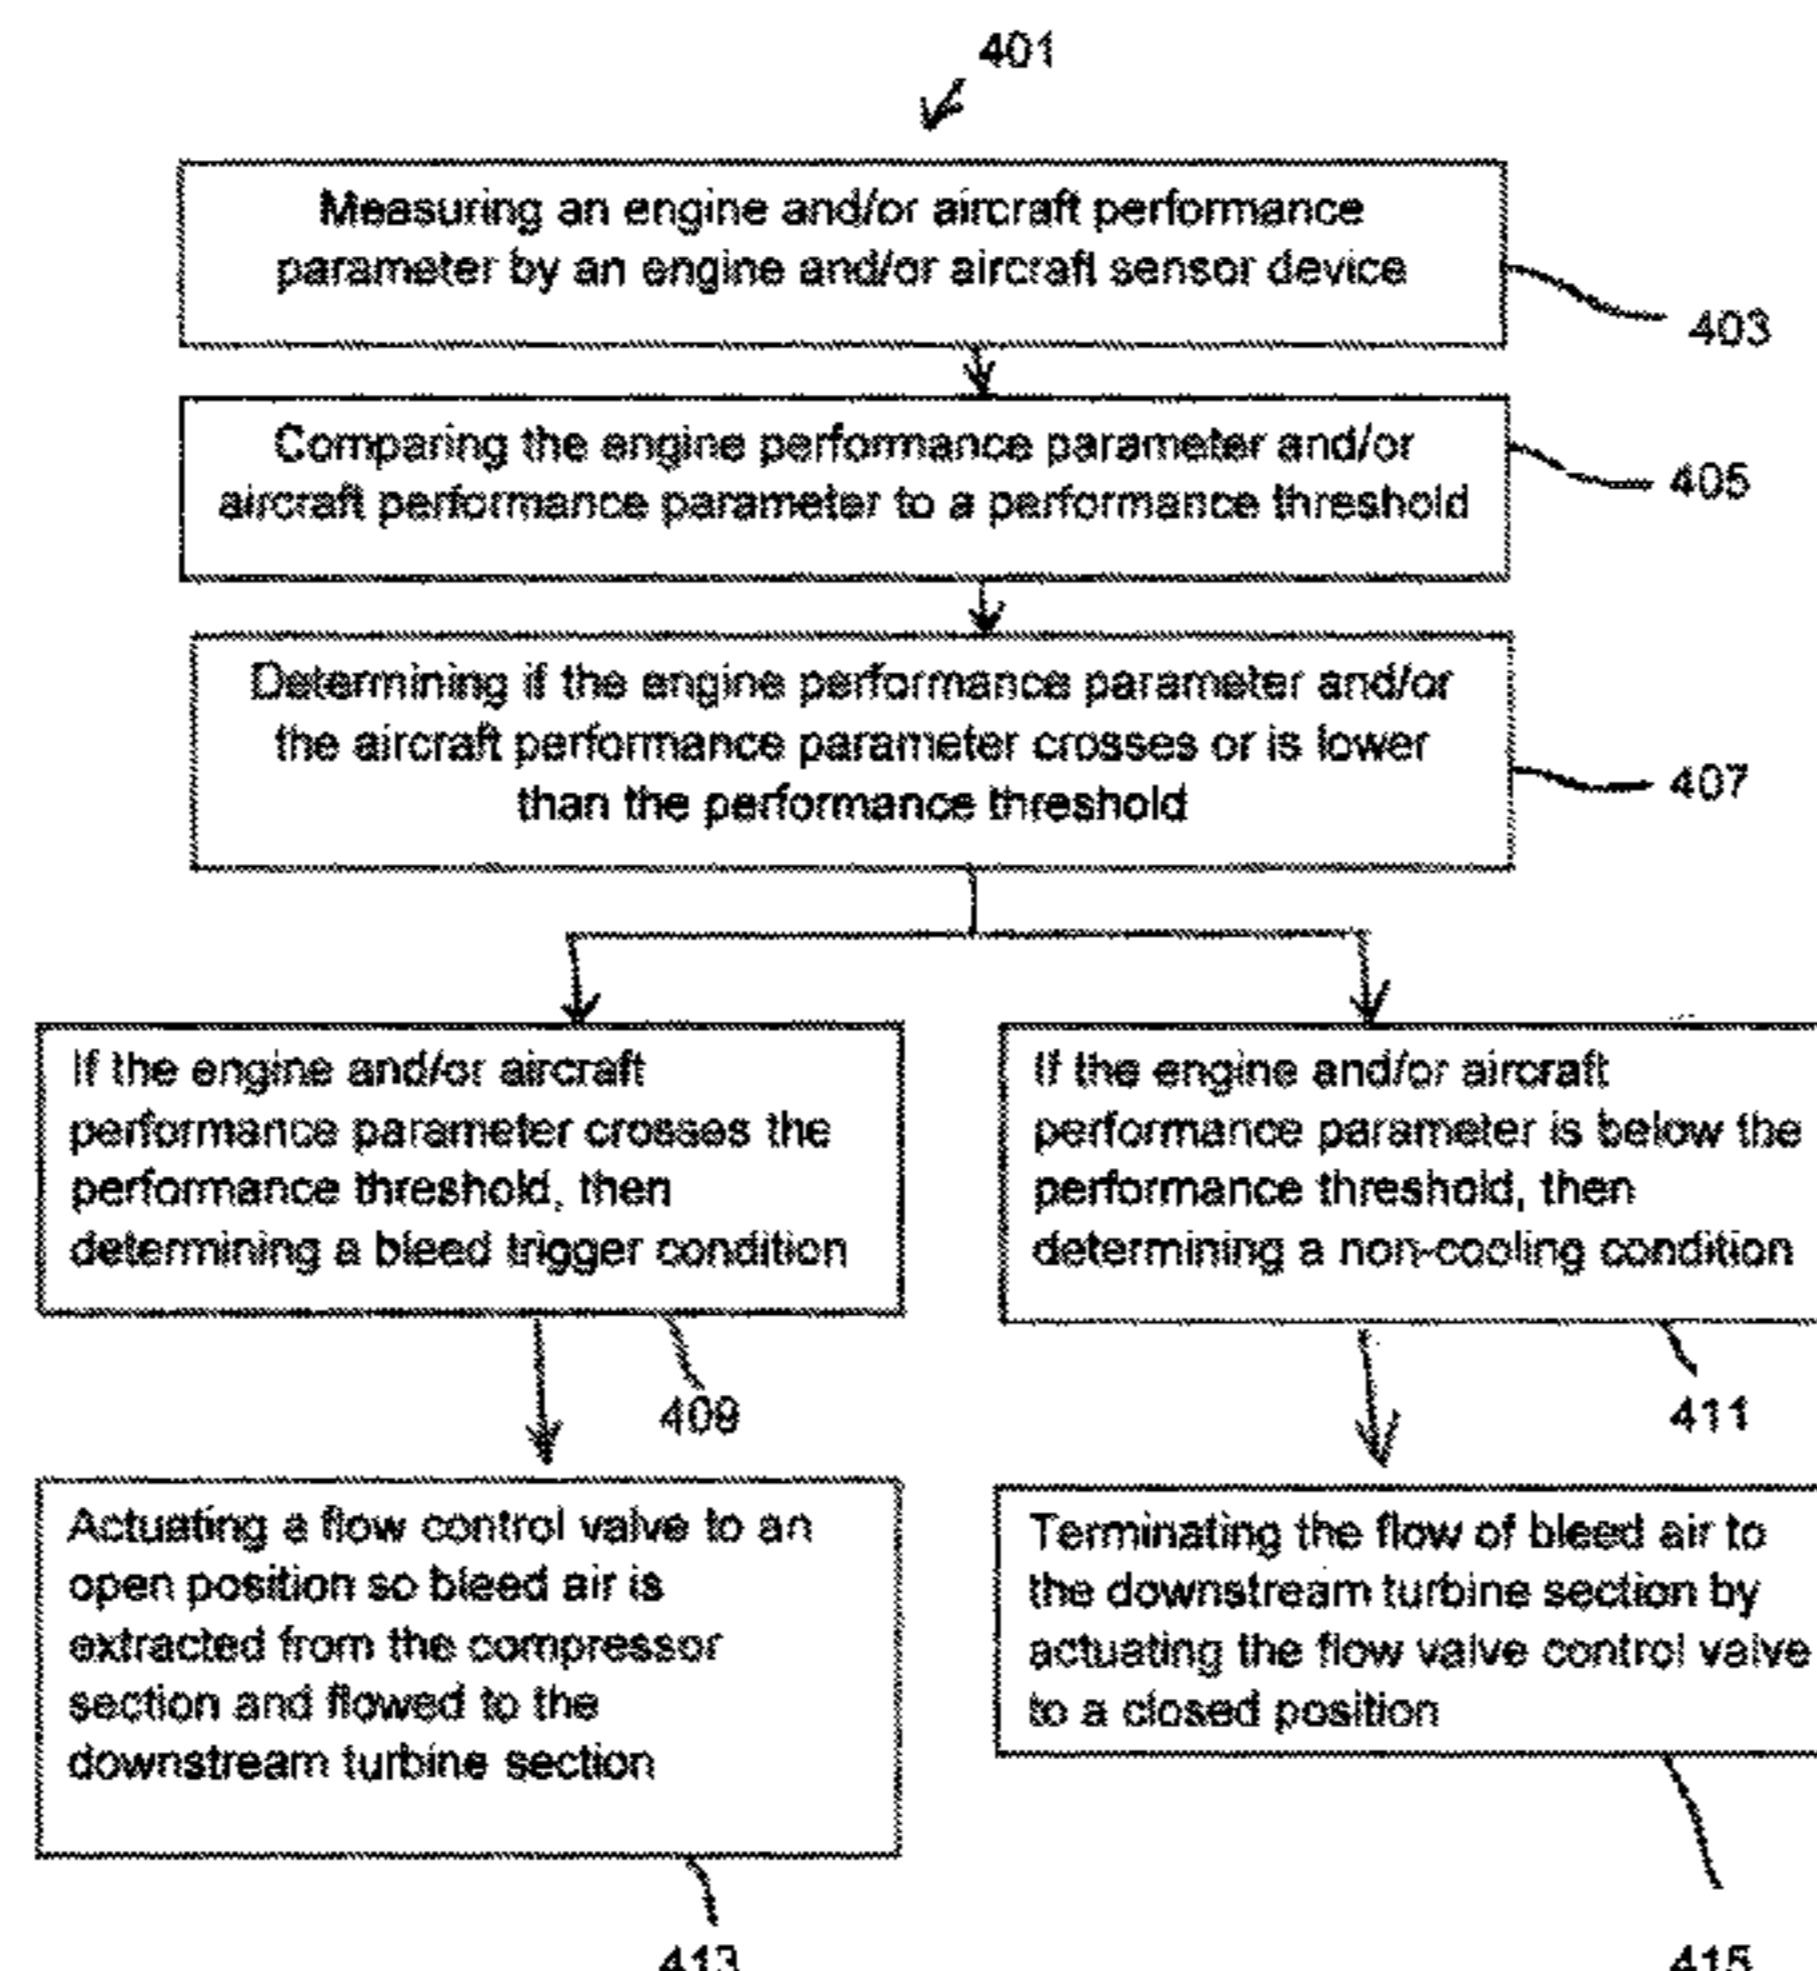 401
Measuring an engine and/or aircraft performance
parameter by an engine and/or aircraft sensor device
403
Comparing the engine performance parameter and/or
aircraft performance parameter to a performance threshold
405
Determining if the engine performance parameter and/or
the aircraft performance parameter crosses or is lower
than the performance threshold
407
If the engine and/or aircraft
performance parameter crosses the
performance threshold, then
determining a bleed trigger condition
409
If the engine and/or aircraft
performance parameter is below the
performance threshold, then
determining a non-cooling condition
411
Actuating a flow control valve to an
open position so bleed air is
extracted from the compressor
section and flowed to the
downstream turbine section
413
Terminating the flow of bleed air to
the downstream turbine section by
actuating the flow valve control valve
to a closed position
415